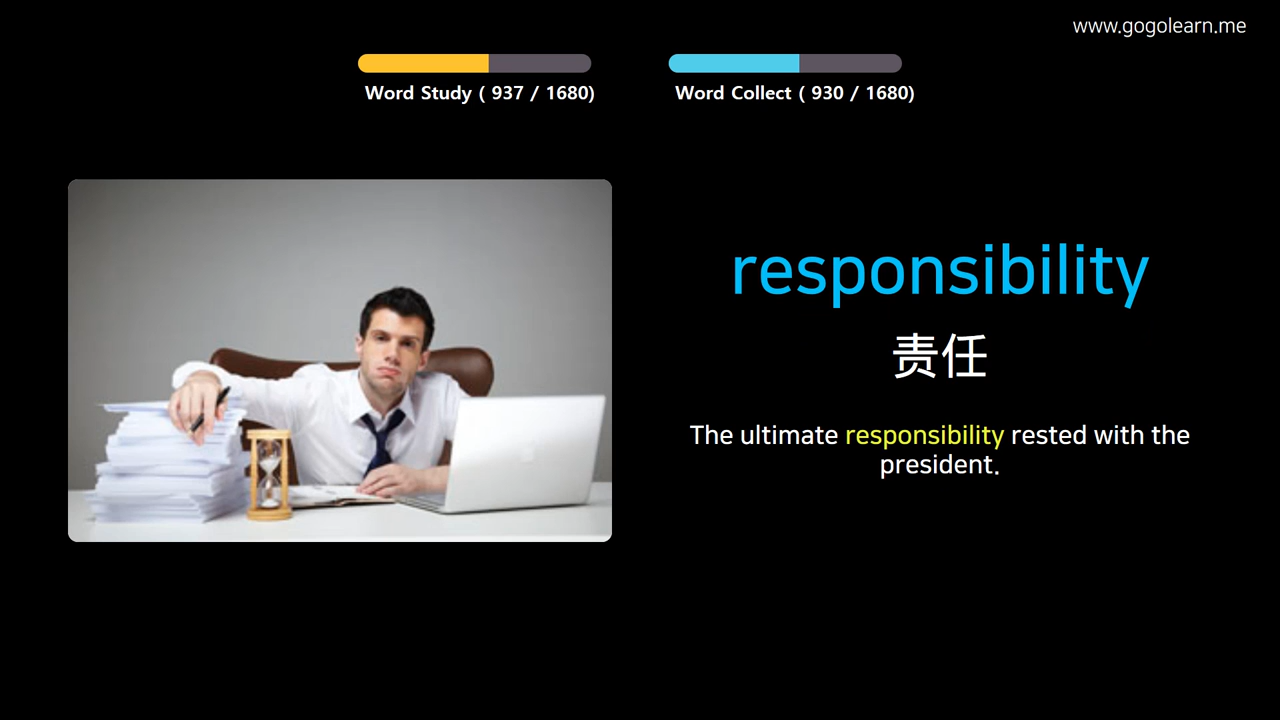 www.gogolearn.me
Word Study ( 937 / 1680)
Word Collect ( 930 / 1680)
responsibility
责任
The ultimate responsibility rested with the
president.